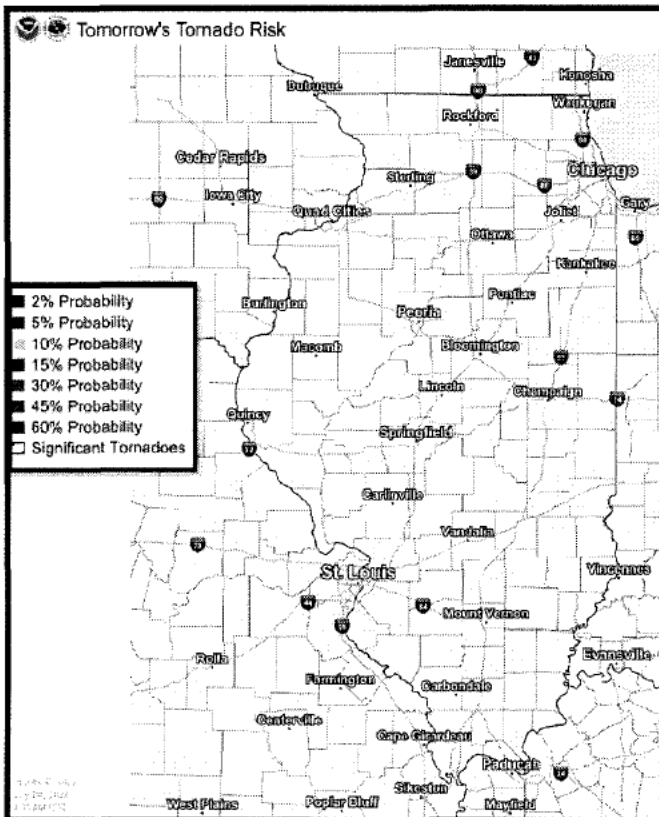 Tomorrow's Tornado Risk
Janesville
Kenosha
Dubuque
Waukegan
Rockford
Cedar Rapids
Chicago
Sterling
Iowa City
Quad Cities
Joliet
Gary
Ottawa
Kankakee
2% Probability
5% Probability
10% Probability
15% Probability
30% Probability
45% Probability
60% Probability
Significant Tornadoes
Burlington
Pontiac
Peoria
Macomb
Bloomington
Lincoln
Champaign
Quincy
Springfield
Carlinville
Vandalia
St. Louis
Vincennes
Mount Vernon
Rolla
Evansville
Farmington
Carbondale
Centerville
Cape Girardeau
Paducah
Sikeston
West Plains
Poplar Bluff
Mayfield